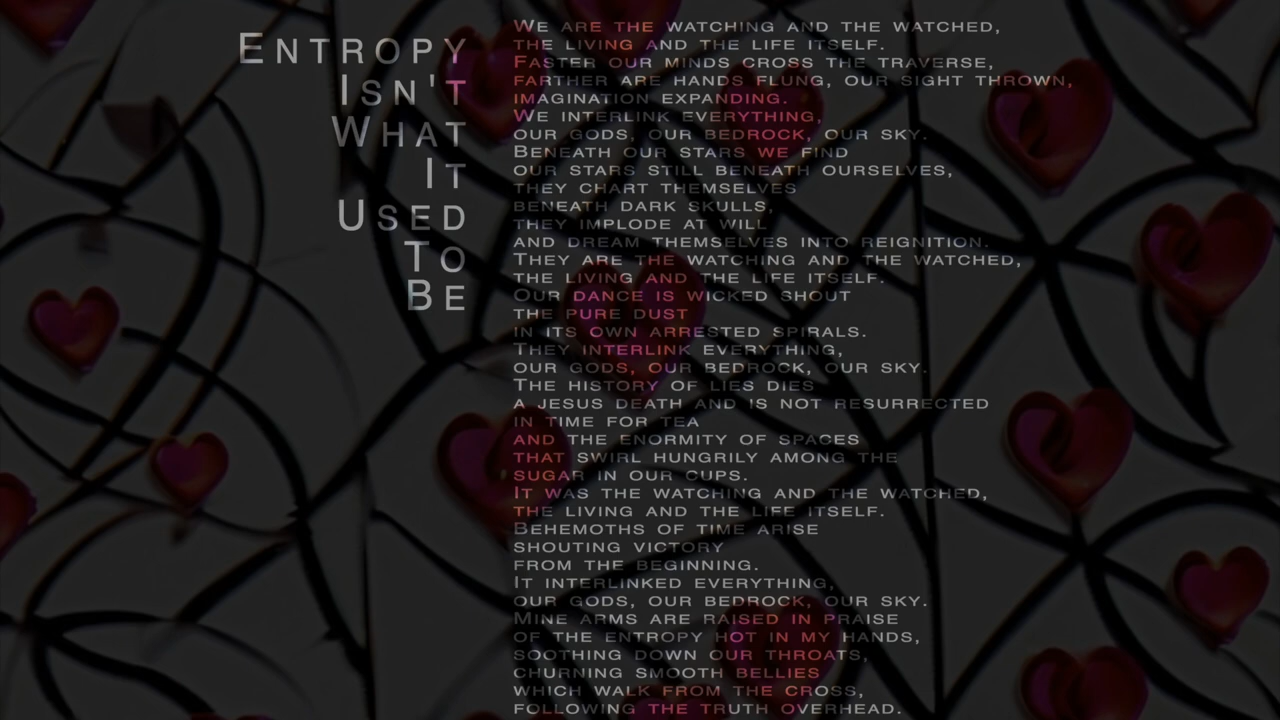 Entropy
Isn't
What
It
Used
To
Be
We are the watching and the watched,
the living and the life itself.
Faster our minds cross the traverse,
farther are hands flung, our sight thrown,
imagination expanding.
We interlink everything,
our gods, our bedrock, our sky.
Beneath our stars we find
our stars still beneath ourselves,
they chart themselves
beneath dark skulls,
they implode at will
and dream themselves into reignition.
They are the watching and the watched,
the living and the life itself.
Our dance is wicked shout
the pure dust
in its own arrested spirals.
They interlink everything,
our gods, our bedrock, our sky.
The history of lies dies
a Jesus death and is not resurrected
in time for tea
and the enormity of spaces
that swirl hungrily among the
sugar in our cups.
It was the watching and the watched,
the living and the life itself.
Behemoths of time arise
shouting victory
from the beginning.
It interlinked everything,
our gods, our bedrock, our sky.
Mine arms are raised in praise
of the entropy hot in my hands,
soothing down our throats,
churning smooth bellies
which walk from the cross,
following the truth overhead.